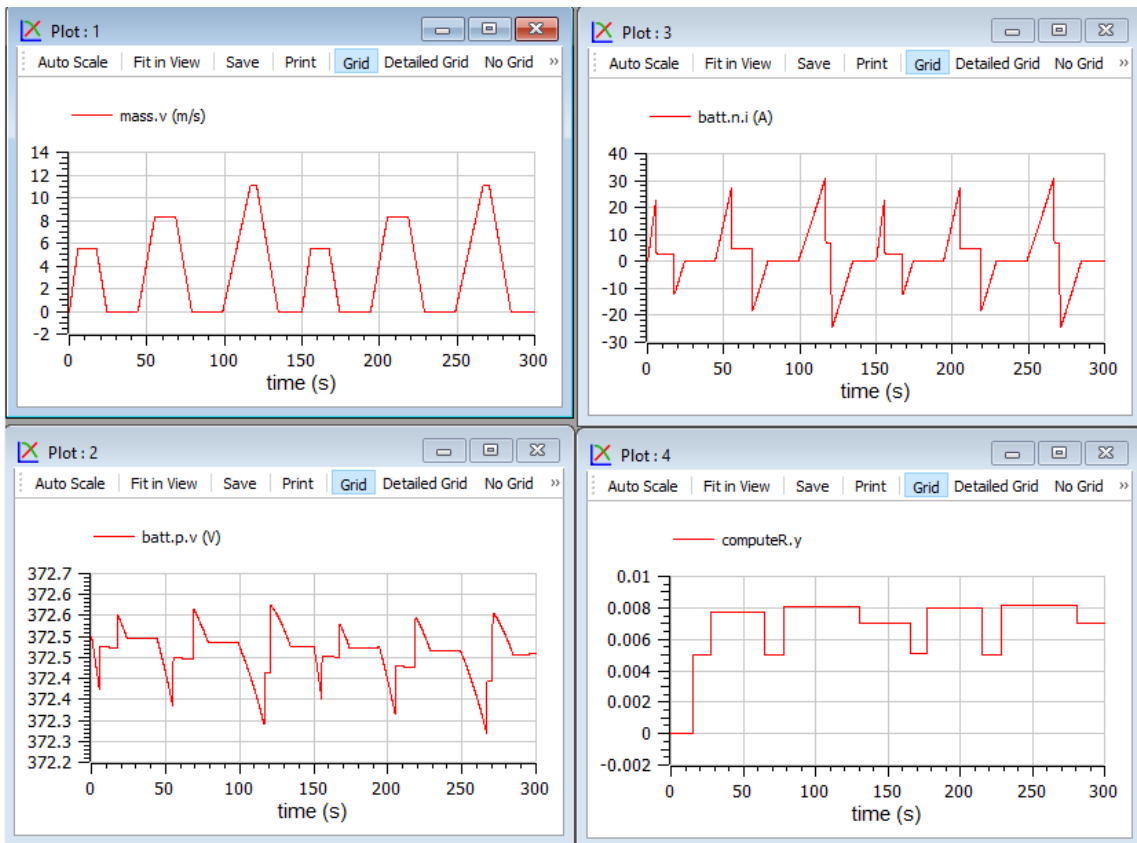 Plot : 1
Auto Scale Fit in View Save Print Grid Detailed Grid No Grid »
mass.v (m/s)
14
12
10
8
6
4
2
0
-2
0 50 100 150 200 250 300
time (s)
Plot : 3
Auto Scale Fit in View Save Print Grid Detailed Grid No Grid »
batt.n.i (A)
40
30
20
10
0
-10
-20
-30
0 50 100 150 200 250 300
time (s)
Plot : 2
Auto Scale Fit in View Save Print Grid Detailed Grid No Grid »
batt.p.v (V)
372.7
372.6
372.6
372.5
372.5
372.4
372.4
372.3
372.3
372.2
0 50 100 150 200 250 300
time (s)
Plot : 4
Auto Scale Fit in View Save Print Grid Detailed Grid No Grid »
computeR.y
0.01
0.008
0.006
0.004
0.002
0
-0.002
0 50 100 150 200 250 300
time (s)